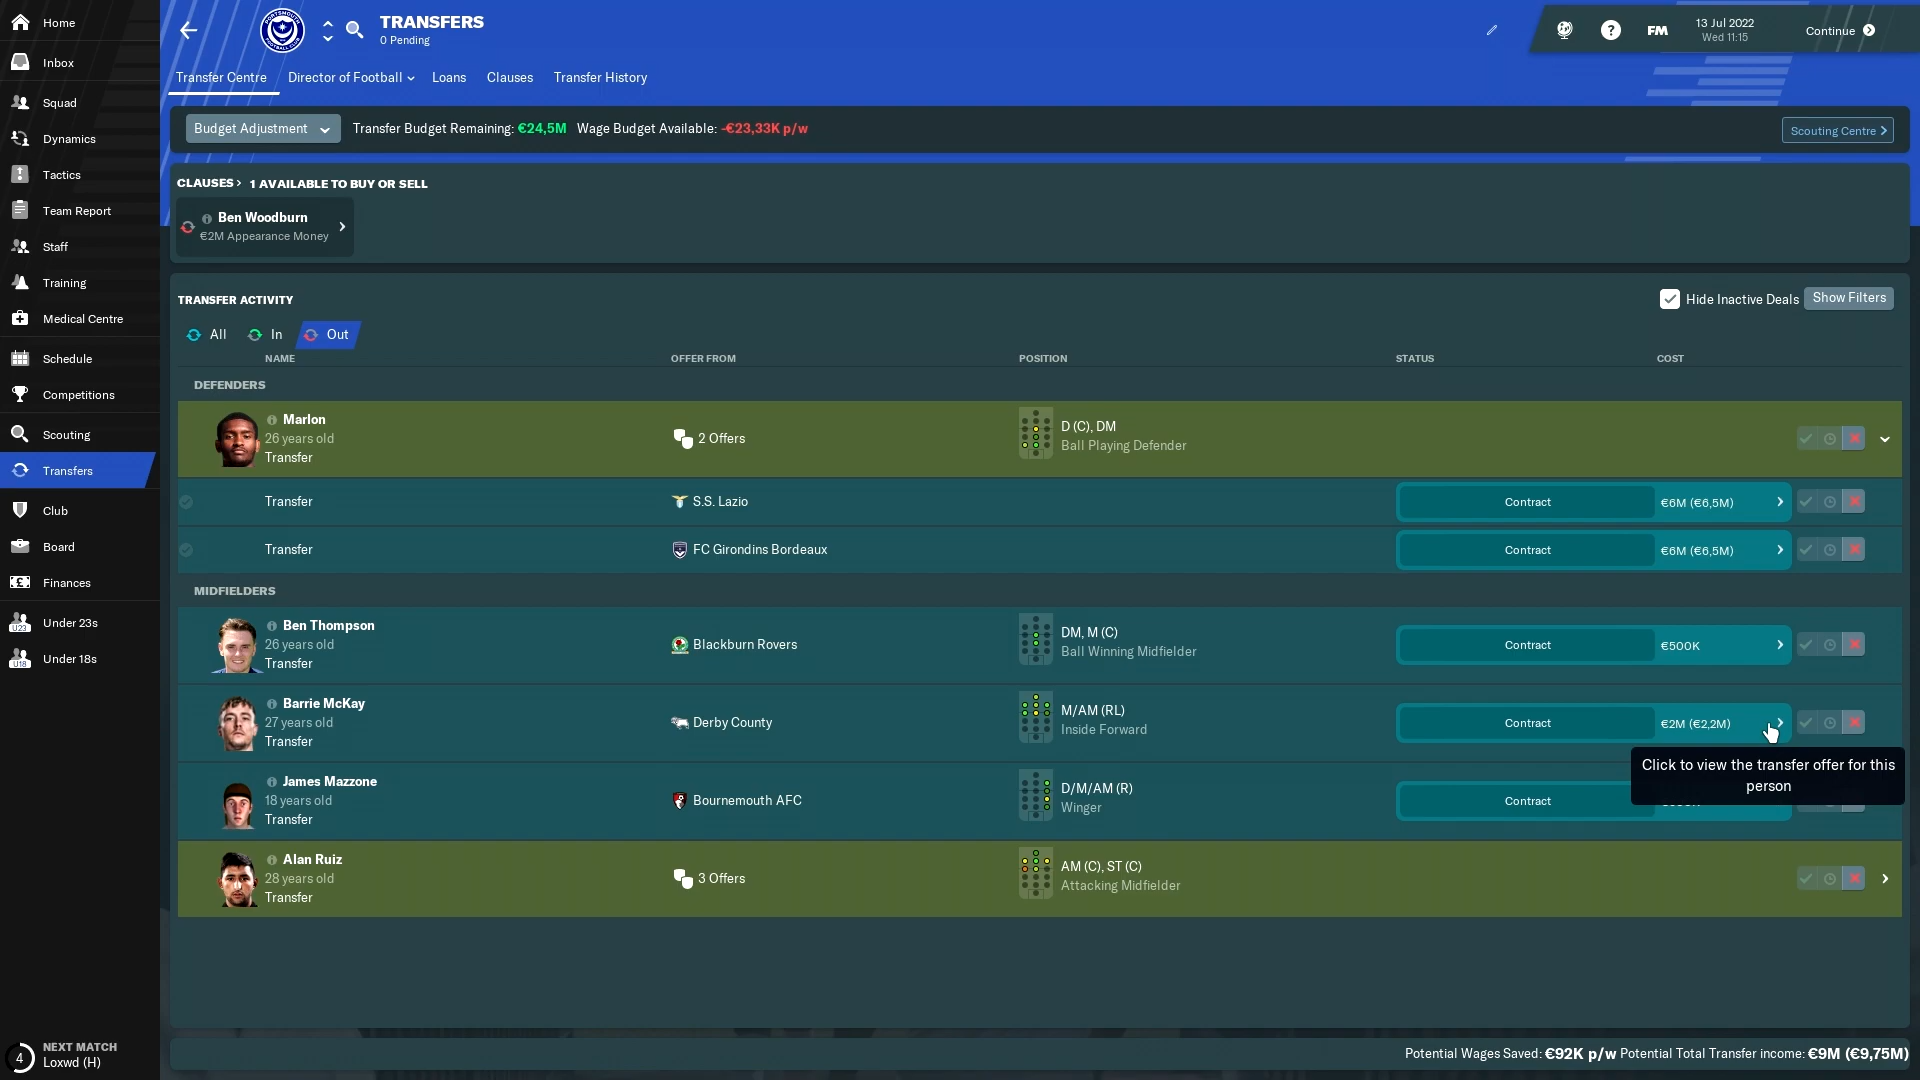 Home
Inbox
Squad
Dynamics
Tactics
Team Report
Staff
Training
Medical Centre
Schedule
Competitions
Scouting
Transfers
Club
Board
Finances
U23
Under 23s
U18
Under 18s
4
NEXT MATCH
Loxwd (H)
TRANSFERS
0 Pending
FM
13 Jul 2022
Wed 11:15
Continue
Transfer Centre
Director of Football
Loans
Clauses
Transfer History
Budget Adjustment
Transfer Budget Remaining: €24,5M
Wage Budget Available: -€23,33K p/w
Scouting Centre
CLAUSES
1 AVAILABLE TO BUY OR SELL
Ben Woodburn
€2M Appearance Money
TRANSFER ACTIVITY
Hide Inactive Deals
Show Filters
All
In
Out
NAME
OFFER FROM
POSITION
STATUS
COST
DEFENDERS
Marlon
26 years old
Transfer
2 Offers
D (C), DM
Ball Playing Defender
Transfer
S.S. Lazio
Contract
€6M (€6,5M)
Transfer
FC Girondins Bordeaux
Contract
€6M (€6,5M)
MIDFIELDERS
Ben Thompson
26 years old
Transfer
Blackburn Rovers
DM, M (C)
Ball Winning Midfielder
Contract
€500K
Barrie McKay
27 years old
Transfer
Derby County
M/AM (RL)
Inside Forward
Contract
€2M (€2,2M)
Click to view the transfer offer for this
person
James Mazzone
18 years old
Transfer
Bournemouth AFC
D/M/AM (R)
Winger
Contract
Alan Ruiz
28 years old
Transfer
3 Offers
AM (C), ST (C)
Attacking Midfielder
Potential Wages Saved: €92K p/w Potential Total Transfer income: €9M (€9,75M)